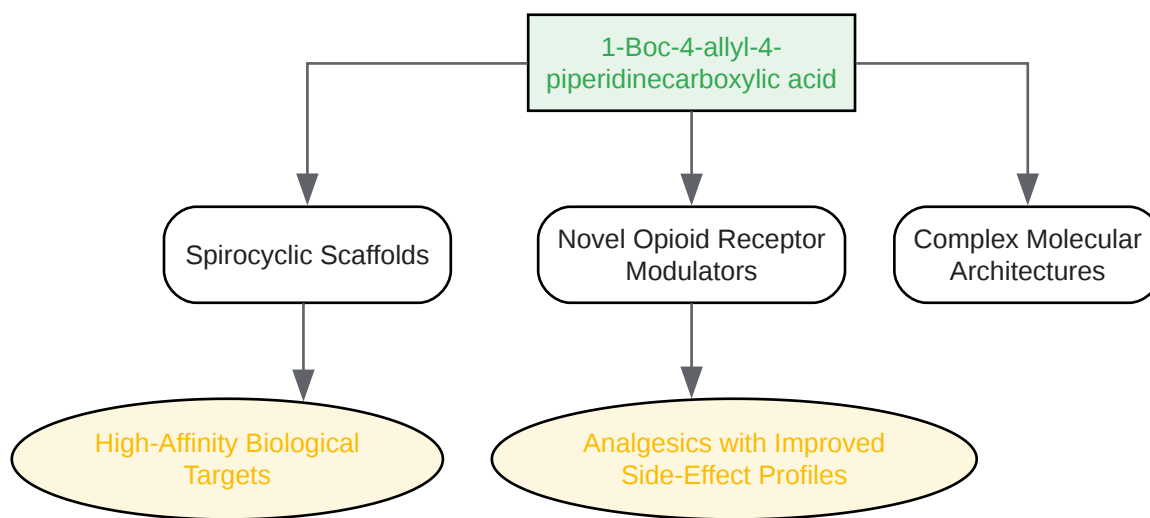 1-Boc-4-allyl-4-
piperidinecarboxylic acid
Spirocyclic Scaffolds
Novel Opioid Receptor
Modulators
Complex Molecular
Architectures
High-Affinity Biological
Targets
Analgesics with Improved
Side-Effect Profiles